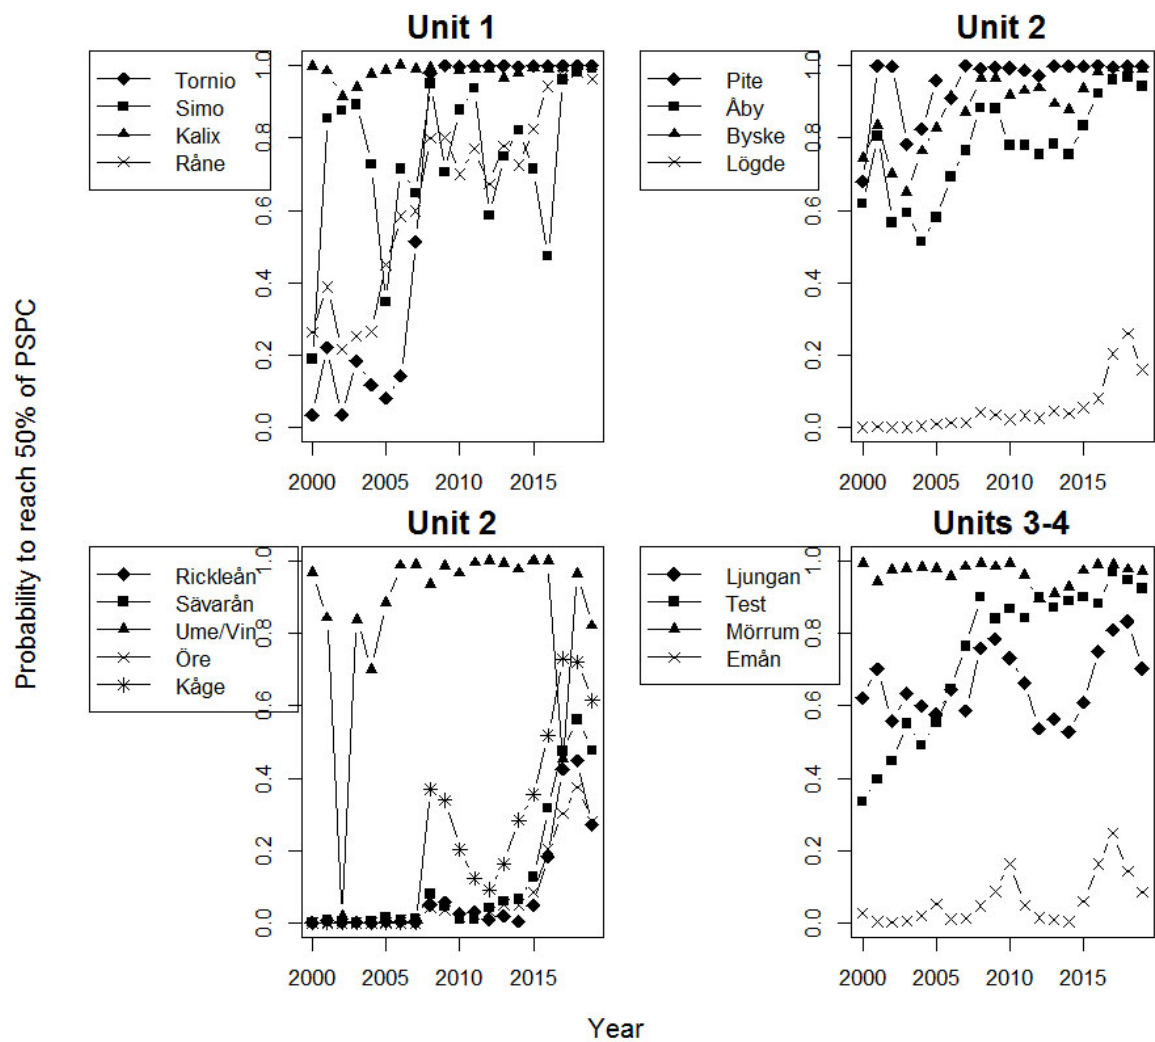 Unit 1
Tornio
Simo
Kalix
Råne
0.0 0.2 0.4 0.6 0.8 1.0
2000 2005 2010 2015
Unit 2
Pite
Åby
Byske
Lögde
0.0 0.2 0.4 0.6 0.8 1.0
2000 2005 2010 2015
Probability to reach 50% of PSPC
Unit 2
Rickleån
Sävarån
Ume/Vin
Öre
Kåge
0.0 0.2 0.4 0.6 0.8 1.0
2000 2005 2010 2015
Units 3-4
Ljungan
Test
Mörrum
Emån
0.0 0.2 0.4 0.6 0.8 1.0
2000 2005 2010 2015
Year